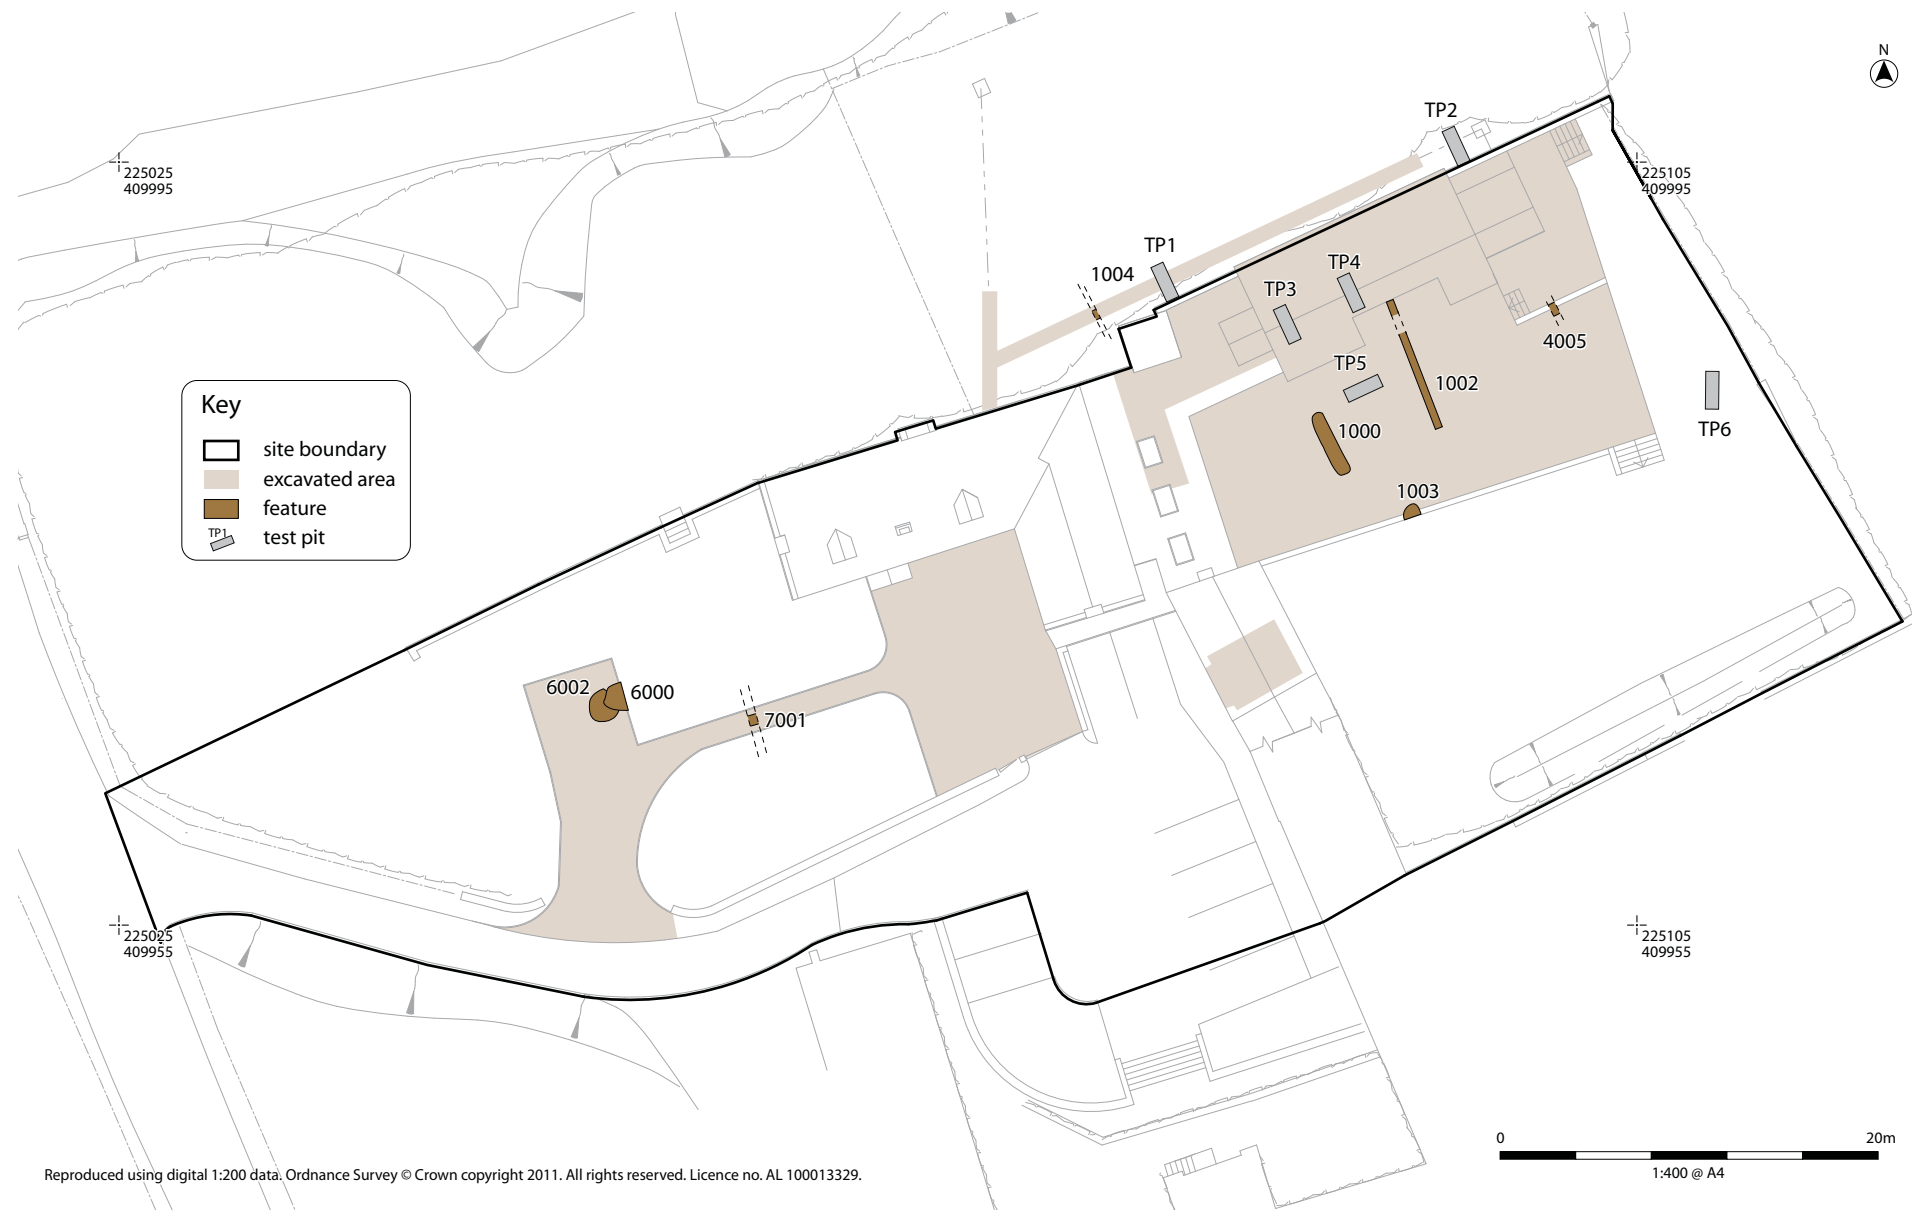 N
TP2
225025
409995
225105
409995
TP1
1004
TP4
TP3
4005
TP5
1002
Key
site boundary
excavated area
feature
TP1
test pit
TP6
1000
1003
6002
6000
7001
225025
409955
225105
409955
0
20m
1:400 @ A4
Reproduced using digital 1:200 data. Ordnance Survey © Crown copyright 2011. All rights reserved. Licence no. AL 100013329.